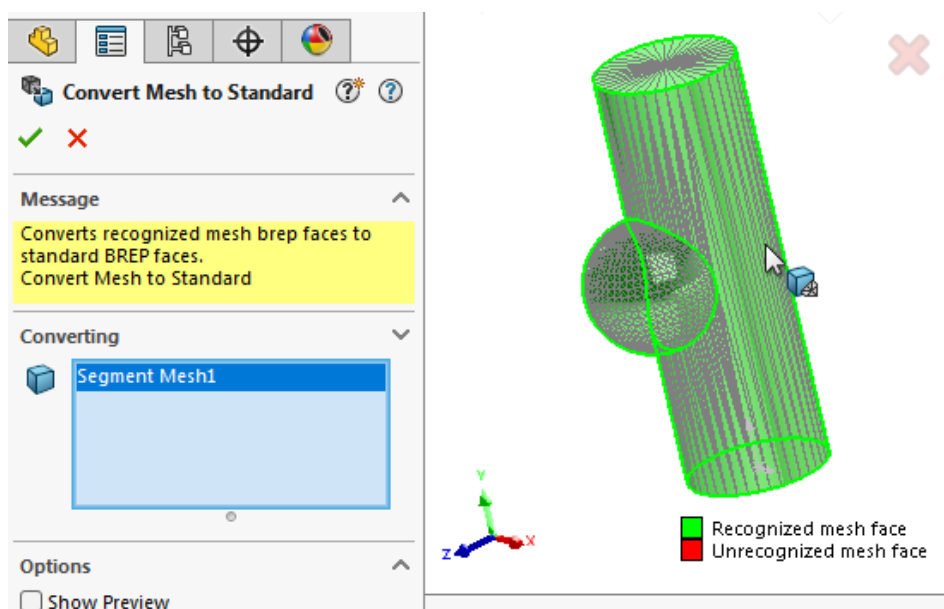 Convert Mesh to Standard
Message
Converts recognized mesh brep faces to
standard BREP faces.
Convert Mesh to Standard
Converting
Segment Mesh1
Options
Show Preview
Y
Z
X
Recognized mesh face
Unrecognized mesh face